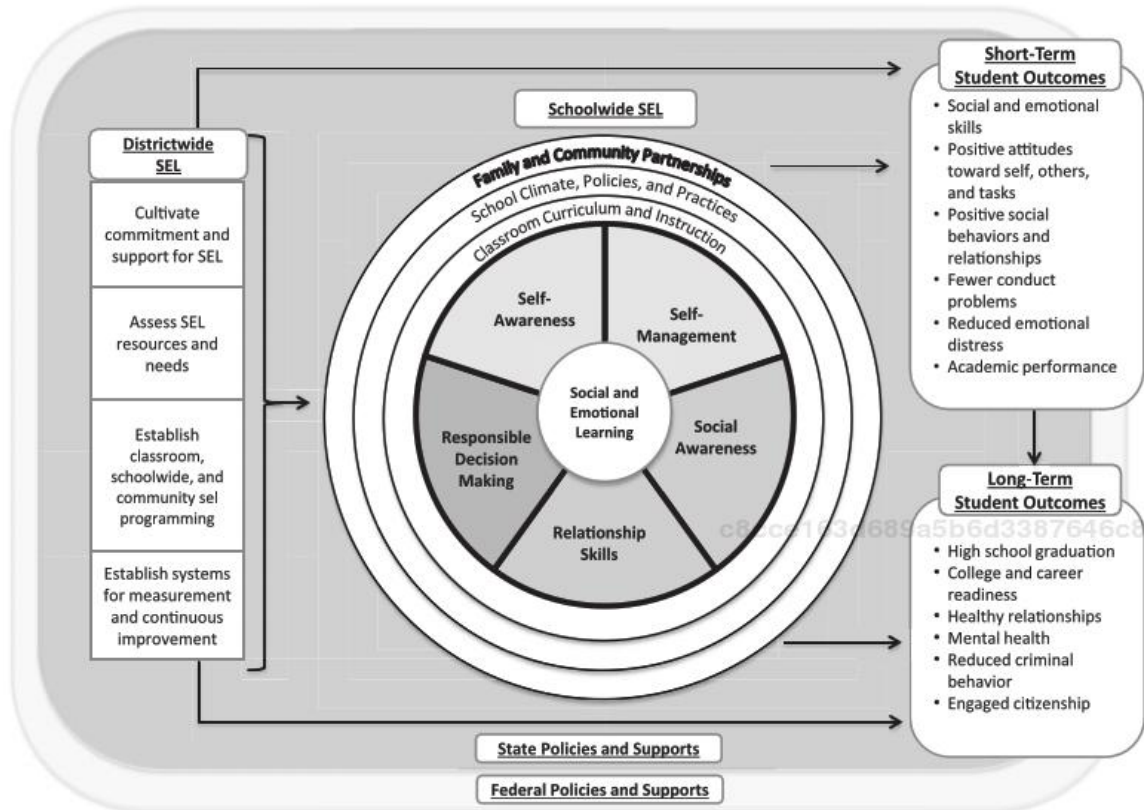 Districtwide
SEL
Cultivate
commitment and
support for SEL
Assess SEL
resources and
needs
Establish
classroom,
schoolwide, and
community sel
programming
Establish systems
for measurement
and continuous
improvement
Schoolwide SEL
Family and Community Partnerships
School Climate, Policies, and Practices
Classroom Curriculum and Instruction
Self-
Awareness
Self-
Management
Social and
Emotional
Learning
Social
Awareness
Responsible
Decision
Making
Relationship
Skills
Short-Term
Student Outcomes
• Social and emotional
skills
• Positive attitudes
toward self, others,
and tasks
• Positive social
behaviors and
relationships
• Fewer conduct
problems
• Reduced emotional
distress
• Academic performance
Long-Term
Student Outcomes
• High school graduation
• College and career
readiness
• Healthy relationships
• Mental health
• Reduced criminal
behavior
• Engaged citizenship
State Policies and Supports
Federal Policies and Supports